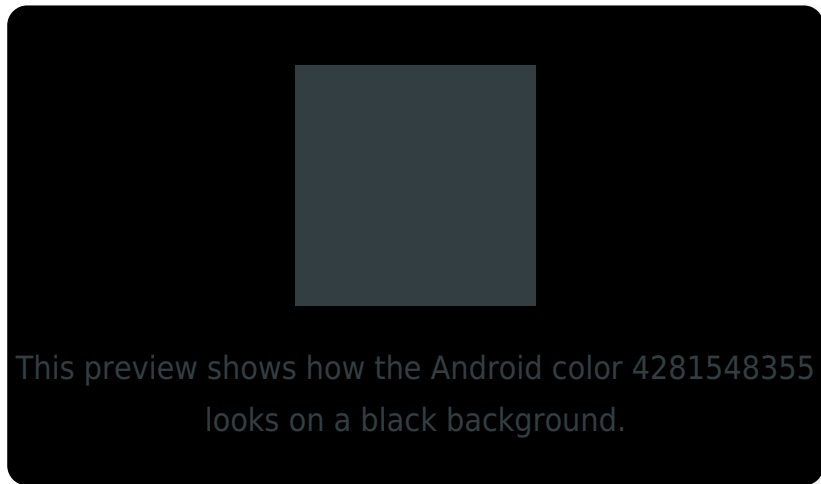 This preview shows how the Android color 4281548355
looks on a black background.